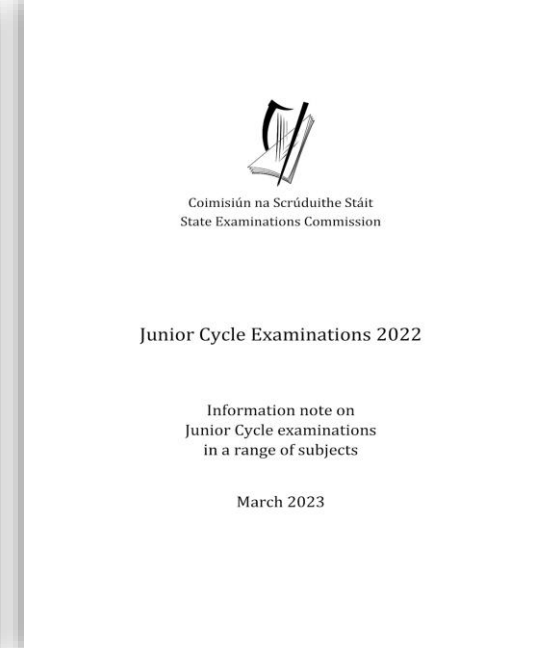 Coimisiún na Scrúduithe Stáit
State Examinations Commission
Junior Cycle Examinations 2022
Information note on
Junior Cycle examinations
in a range of subjects
March 2023